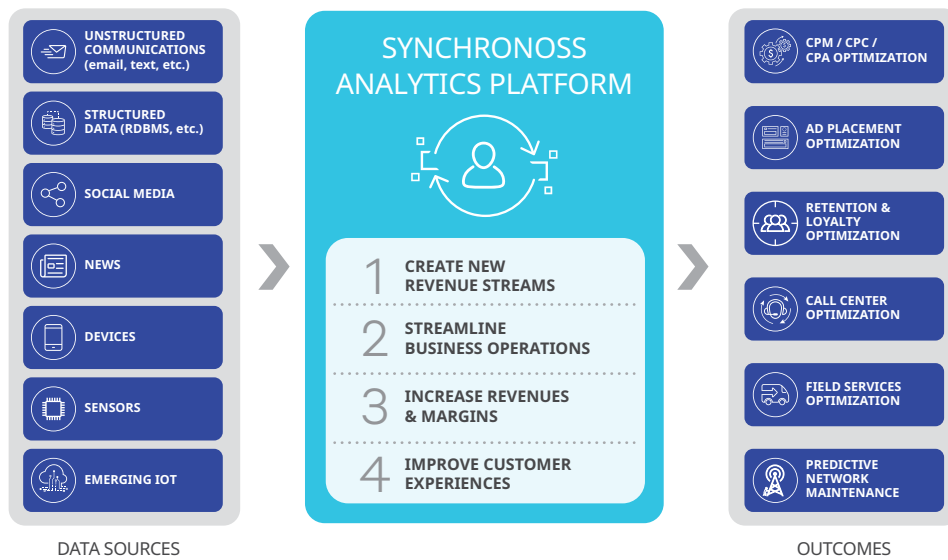 UNSTRUCTURED
COMMUNICATIONS
(email, text, etc.)
STRUCTURED
DATA (RDBMS, etc.)
SOCIAL MEDIA
NEWS
DEVICES
SENSORS
EMERGING IOT
DATA SOURCES
SYNCHRONOSS
ANALYTICS PLATFORM
1 CREATE NEW
REVENUE STREAMS
2 STREAMLINE
BUSINESS OPERATIONS
3 INCREASE REVENUES
& MARGINS
4 IMPROVE CUSTOMER
EXPERIENCES
$
CPM / CPC /
CPA OPTIMIZATION
AD PLACEMENT
OPTIMIZATION
RETENTION &
LOYALTY
OPTIMIZATION
CALL CENTER
OPTIMIZATION
FIELD SERVICES
OPTIMIZATION
PREDICTIVE
NETWORK
MAINTENANCE
OUTCOMES